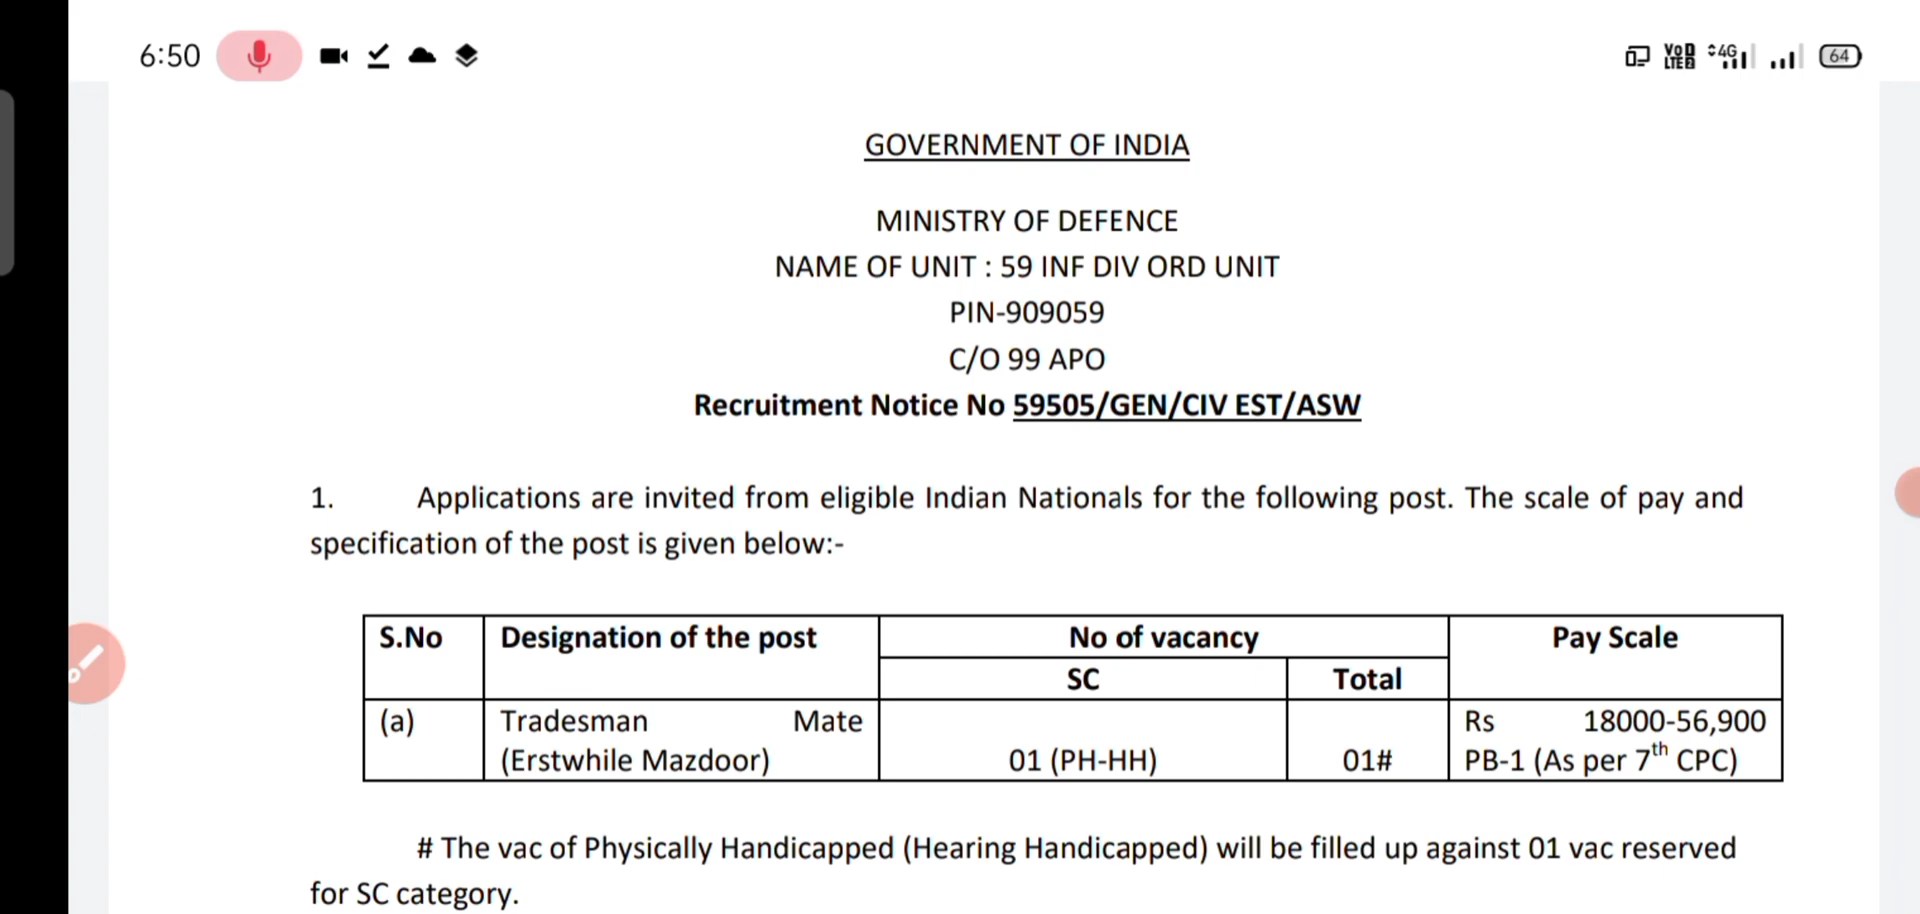 6:50
VoD LTE2 4G 64
GOVERNMENT OF INDIA
MINISTRY OF DEFENCE
NAME OF UNIT : 59 INF DIV ORD UNIT
PIN-909059
C/O 99 APO
Recruitment Notice No 59505/GEN/CIV EST/ASW
1. Applications are invited from eligible Indian Nationals for the following post. The scale of pay and
specification of the post is given below:-
S.No Designation of the post No of vacancy Pay Scale
SC Total
(a) Tradesman Mate Rs 18000-56,900
(Erstwhile Mazdoor) 01 (PH-HH) 01# PB-1 (As per 7th CPC)
# The vac of Physically Handicapped (Hearing Handicapped) will be filled up against 01 vac reserved
for SC category.